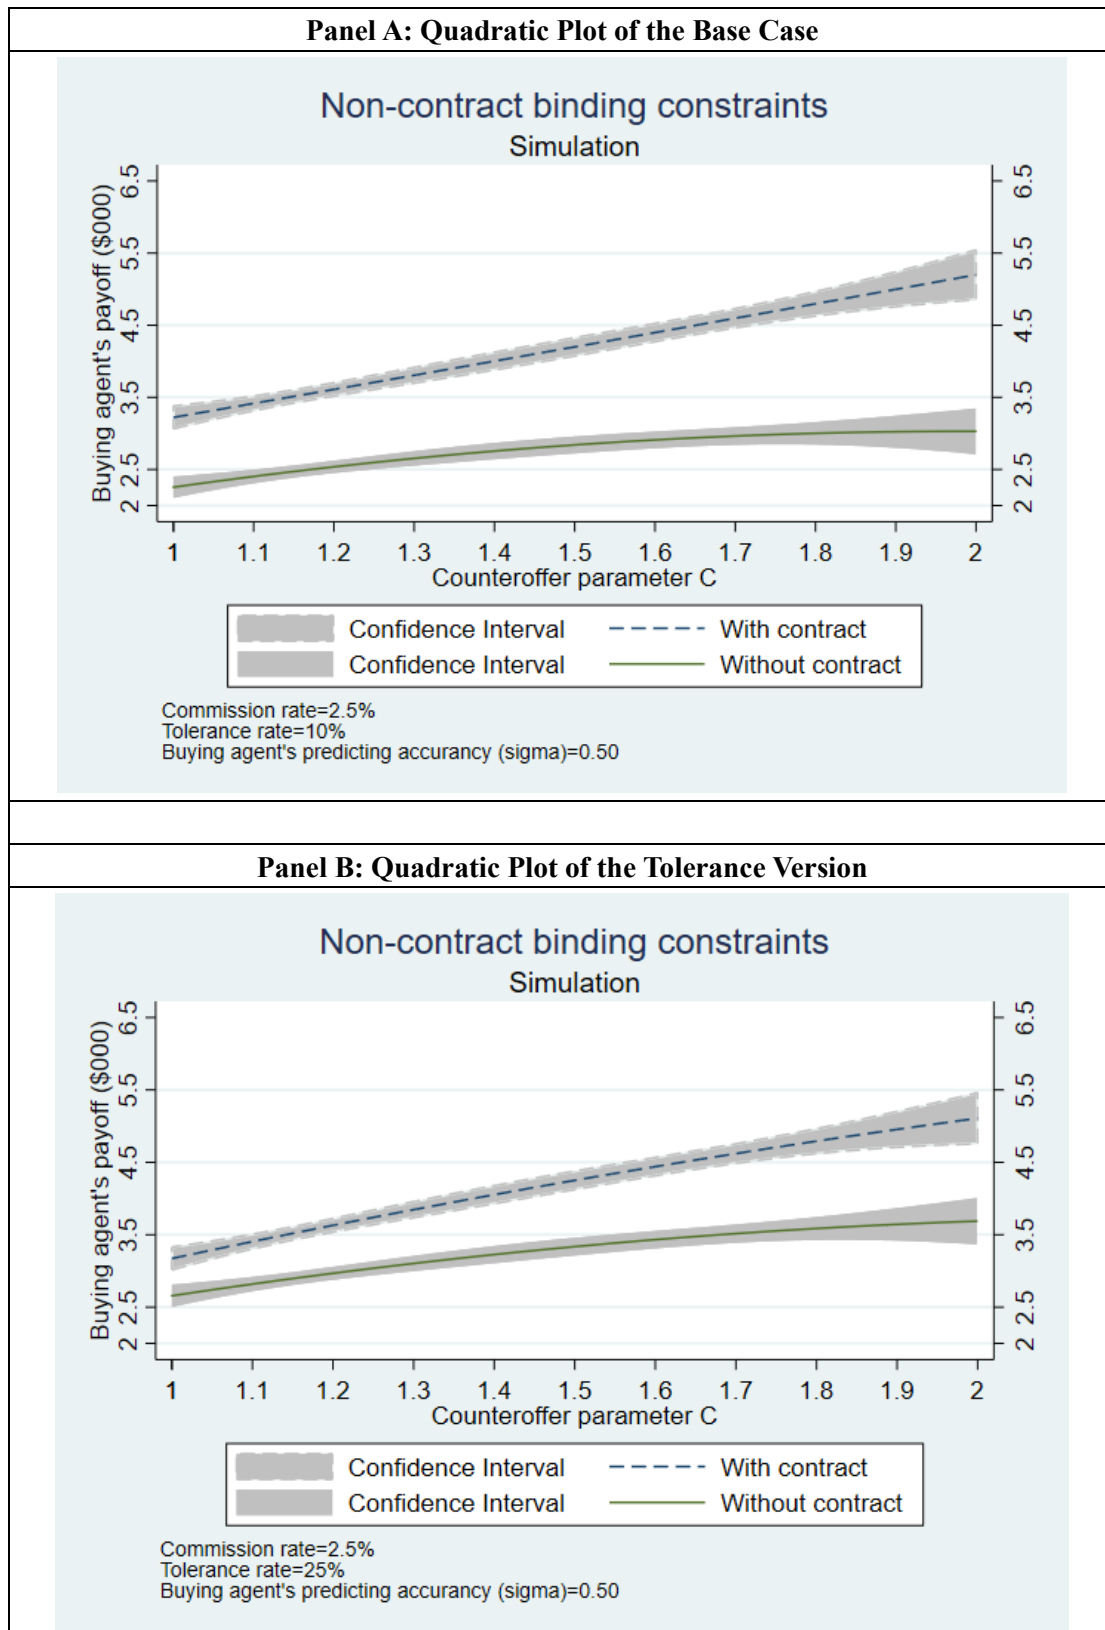 Panel A: Quadratic Plot of the Base Case
Non-contract binding constraints
Simulation
Buying agent's payoff ($000)
6.5
5.5
4.5
3.5
2.5
2
6.5
5.5
4.5
3.5
2.5
2
1 1.1 1.2 1.3 1.4 1.5 1.6 1.7 1.8 1.9 2
Counteroffer parameter C
Confidence Interval With contract
Confidence Interval Without contract
Commission rate=2.5%
Tolerance rate=10%
Buying agent's predicting accurancy (sigma)=0.50
Panel B: Quadratic Plot of the Tolerance Version
Non-contract binding constraints
Simulation
Buying agent's payoff ($000)
6.5
5.5
4.5
3.5
2.5
2
6.5
5.5
4.5
3.5
2.5
2
1 1.1 1.2 1.3 1.4 1.5 1.6 1.7 1.8 1.9 2
Counteroffer parameter C
Confidence Interval With contract
Confidence Interval Without contract
Commission rate=2.5%
Tolerance rate=25%
Buying agent's predicting accurancy (sigma)=0.50